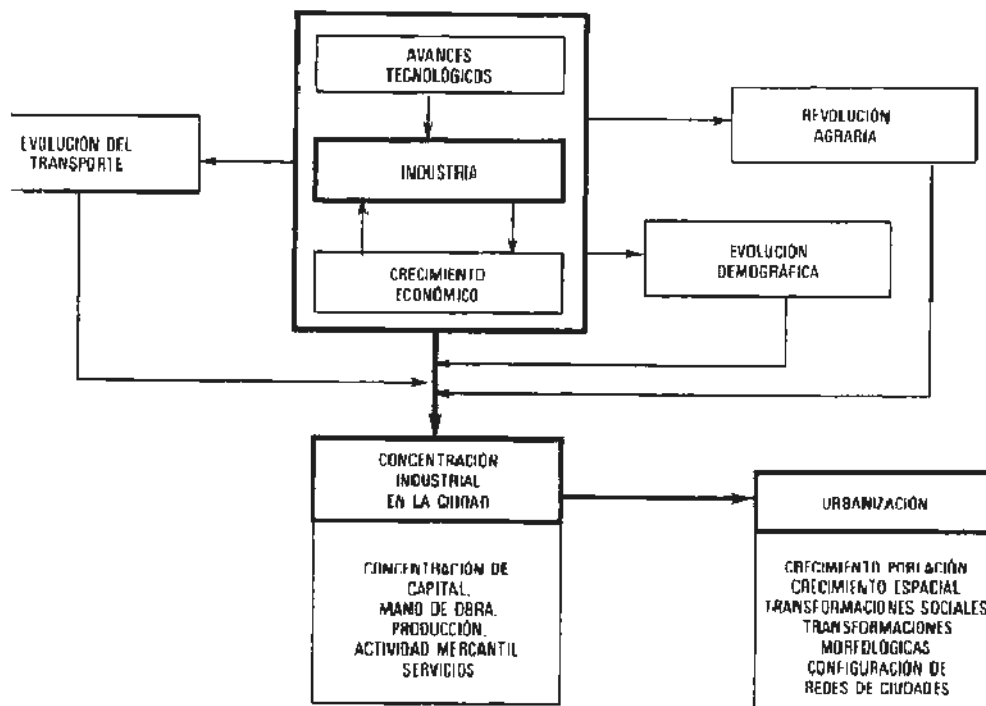 AVANCES
TECNOLÓGICOS
EVOLUCIÓN DEL
TRANSPORTE
INDUSTRIA
REVOLUCIÓN
AGRARIA
CRECIMIENTO
ECONÓMICO
EVOLUCIÓN
DEMOGRÁFICA
CONCENTRACIÓN
INDUSTRIAL
EN LA CIUDAD
CONCENTRACIÓN DE
CAPITAL,
MANO DE OBRA,
PRODUCCIÓN,
ACTIVIDAD MERCANTIL
SERVICIOS
URBANIZACIÓN
CRECIMIENTO POBLACIÓN
CRECIMIENTO ESPACIAL
TRANSFORMACIONES SOCIALES
TRANSFORMACIONES
MORFOLÓGICAS
CONFIGURACIÓN DE
REDES DE CIUDADES